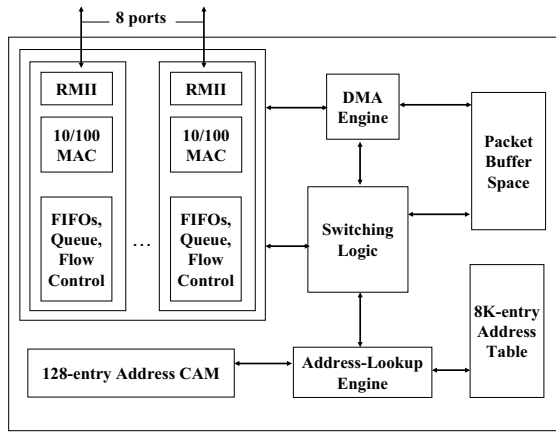 8 ports
RMII
10/100
MAC
FIFOs,
Queue,
Flow
Control
...
RMII
10/100
MAC
FIFOs,
Queue,
Flow
Control
DMA
Engine
Packet
Buffer
Space
Switching
Logic
8K-entry
Address
Table
128-entry Address CAM
Address-Lookup
Engine